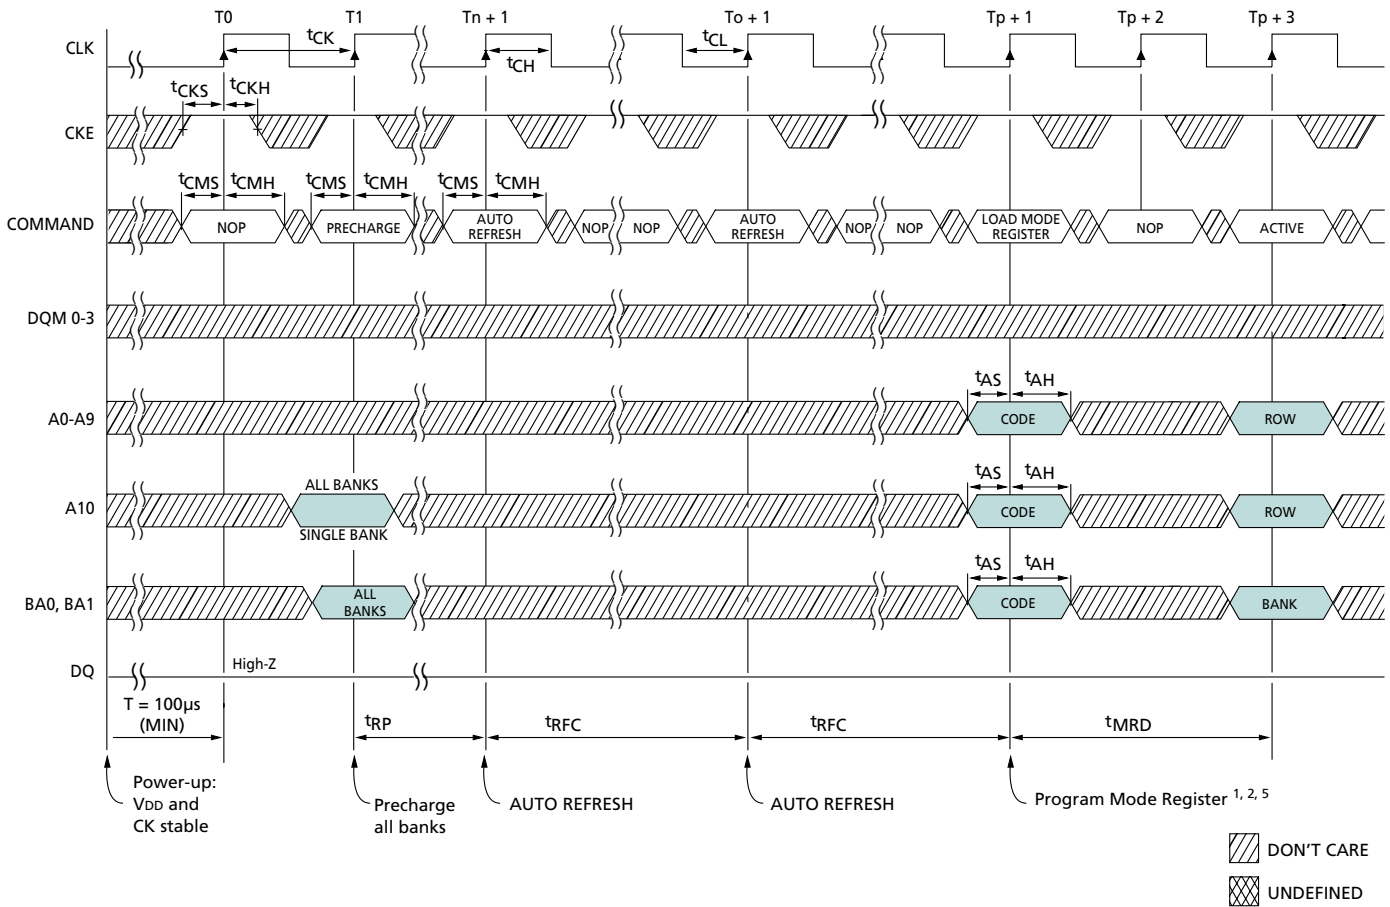 T0 T1 Tn + 1 To + 1 Tp + 1 Tp + 2 Tp + 3
CLK tCK tCH tCL
tCKS tCKH
CKE
tCMS tCMH tCMS tCMH tCMS tCMH
COMMAND NOP PRECHARGE AUTO REFRESH NOP NOP AUTO REFRESH NOP NOP LOAD MODE REGISTER NOP ACTIVE
DQM 0-3
tAS tAH
A0-A9 CODE ROW
ALL BANKS tAS tAH
A10 CODE ROW
SINGLE BANK
tAS tAH
BA0, BA1 ALL BANKS CODE BANK
DQ High-Z
T = 100µs
(MIN) tRP tRFC tRFC tMRD
Power-up:
VDD and
CK stable
Precharge
all banks
AUTO REFRESH
AUTO REFRESH
Program Mode Register 1, 2, 5
DON'T CARE
UNDEFINED